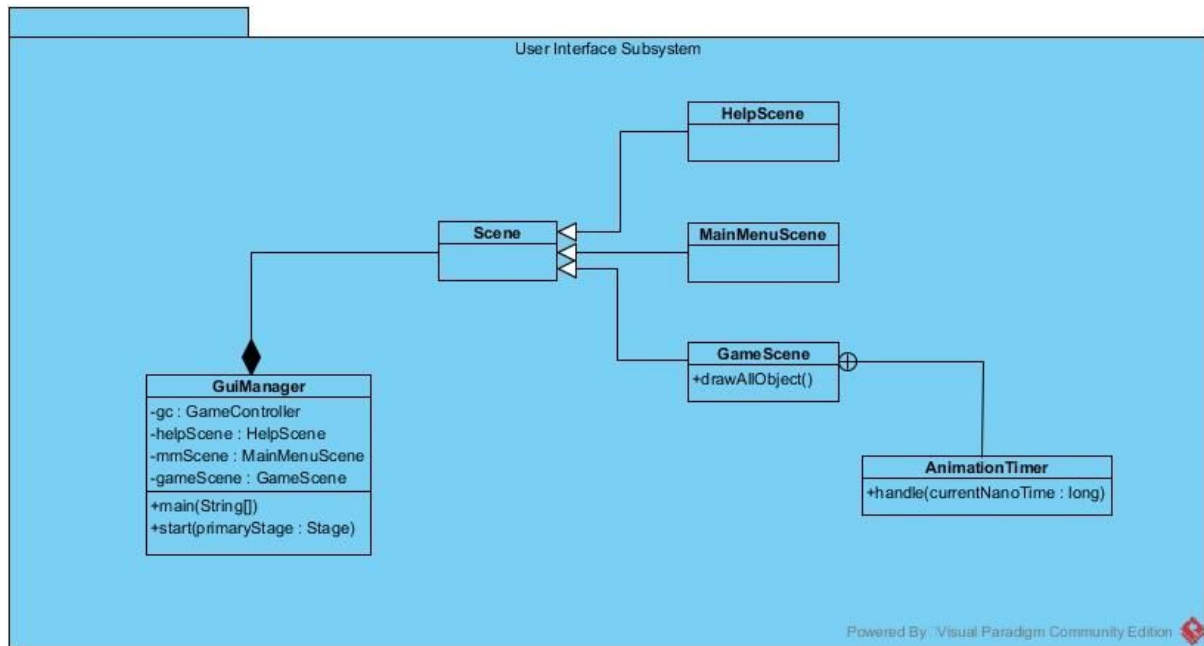 User Interface Subsystem
HelpScene
Scene
MainMenuScene
GameScene
+drawAllObject()
GuiManager
-gc : GameController
-helpScene : HelpScene
-mmScene : MainMenuScene
-gameScene : GameScene
+main(String[])
+start(primaryStage : Stage)
AnimationTimer
+handle(currentNanoTime : long)
Powered By Visual Paradigm Community Edition